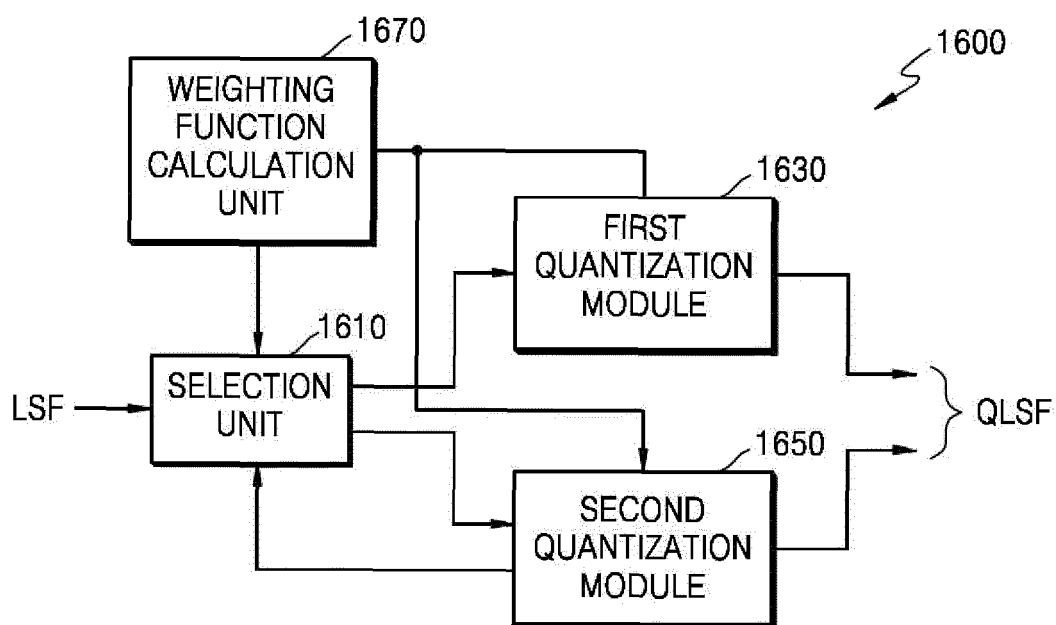 1670
1600
WEIGHTING
FUNCTION
CALCULATION
UNIT
1630
FIRST
QUANTIZATION
MODULE
1610
LSF
SELECTION
UNIT
QLSF
1650
SECOND
QUANTIZATION
MODULE